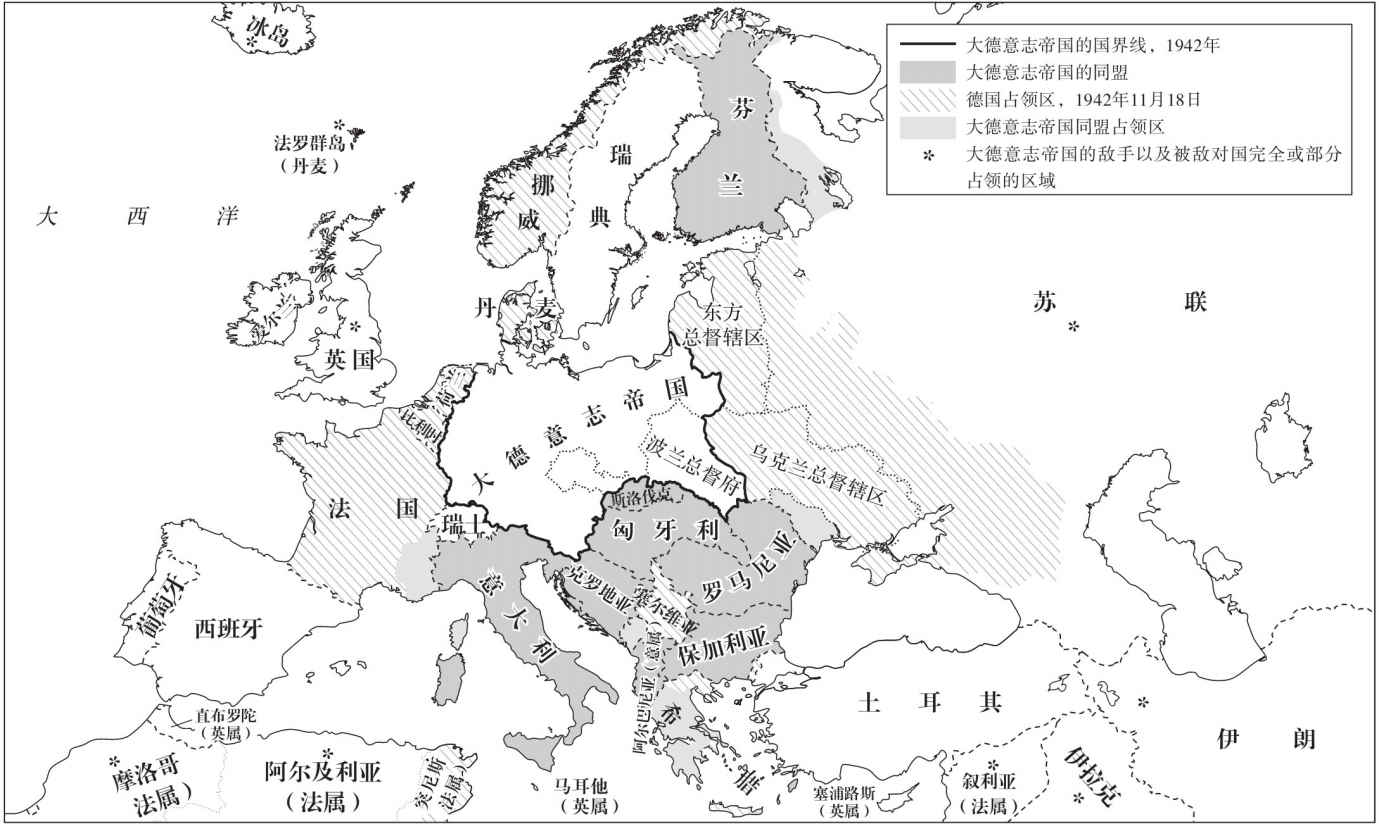 冰岛
大德意志帝国的国界线，1942年
大德意志帝国的同盟
德国占领区，1942年11月18日
大德意志帝国同盟占领区
* 大德意志帝国的敌手以及被敌对国完全或部分
占领的区域
法罗群岛
（丹麦）
大西洋
挪威
瑞典
芬兰
苏联
丹麦
东方
总督辖区
爱尔兰
英国
荷兰
比利时
大德意志帝国
波兰总督府
乌克兰总督辖区
法国
瑞士
斯洛伐克
匈牙利
罗马尼亚
克罗地亚
塞尔维亚
意大利
保加利亚
阿尔巴尼亚（意属）
葡萄牙
西班牙
希腊
土耳其
伊朗
直布罗陀
（英属）
摩洛哥
法属）
阿尔及利亚
（法属）
突尼斯
法属）
马耳他
（英属）
塞浦路斯
（英属）
叙利亚
（法属）
伊拉克